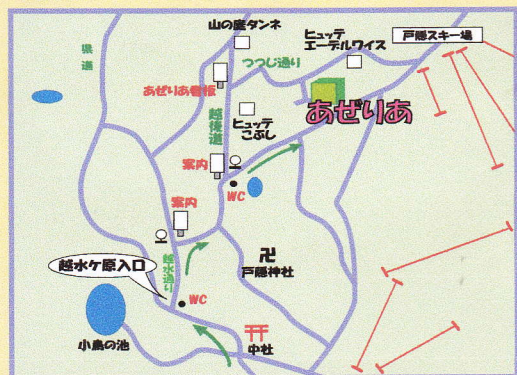 山の庭タンネ
ヒュッテ
エーデルワイス
戸隠スキー場
県道
つつじ通り
あぜりあ看板
あぜりあ
越後道
ヒュッテ
こぶし
案内
WC
案内
卍
戸隠神社
越水ケ原入口
越水通り
WC
小鳥の池
中社